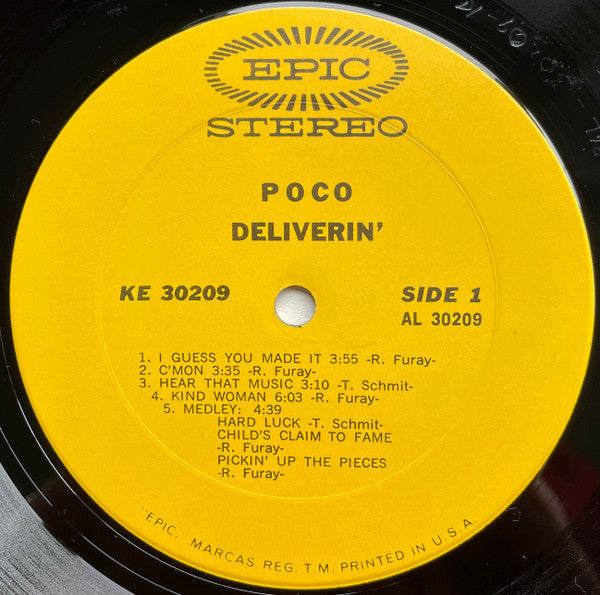 EPIC
STEREO
POCO
DELIVERIN'
KE 30209
SIDE 1
AL 30209
1. I GUESS YOU MADE IT 3:55 -R. Furay-
2. C'MON 3:35 -R. Furay-
3. HEAR THAT MUSIC 3:10 -T. Schmit-
4. KIND WOMAN 6:03 -R. Furay-
5. MEDLEY: 4:39
HARD LUCK -T. Schmit-
CHILD'S CLAIM TO FAME
-R. Furay-
PICKIN' UP THE PIECES
-R. Furay-
"EPIC," MARCAS REG. T.M. PRINTED IN U.S.A.